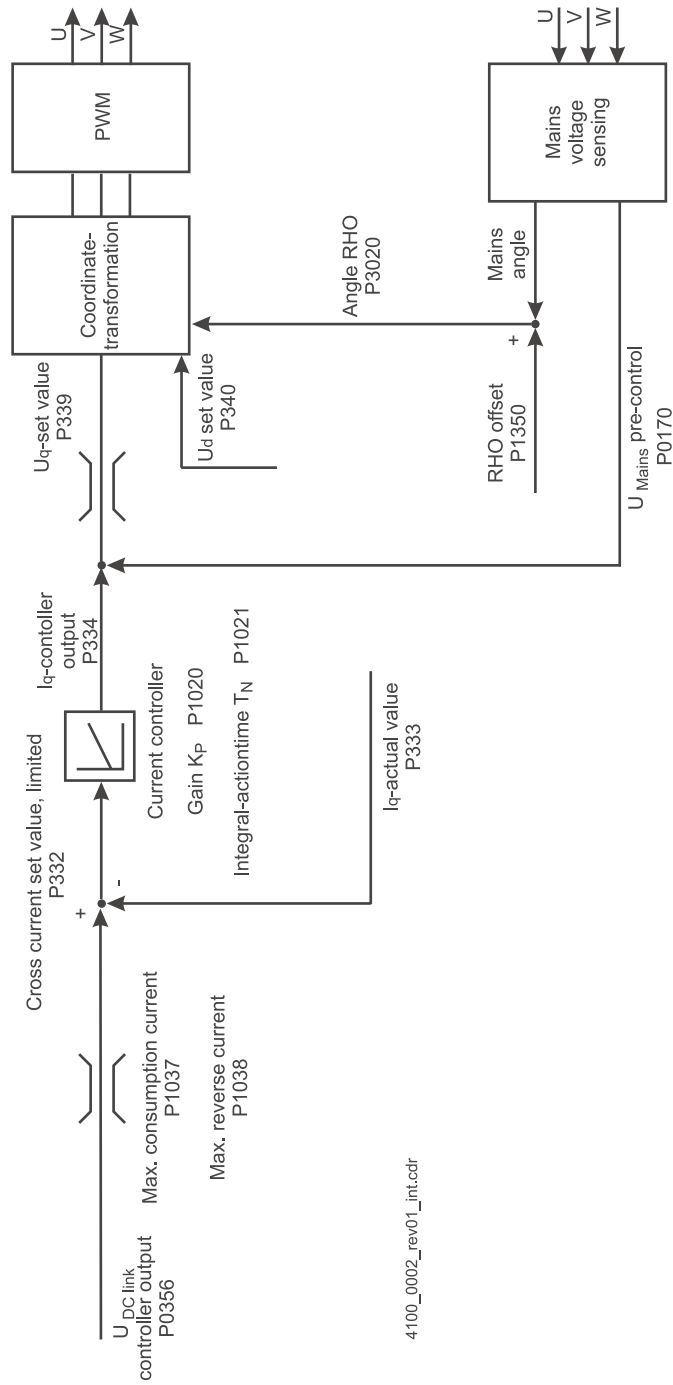 U DC link
controller output
P0356
Max. consumption current
P1037
Max. reverse current
P1038
Cross current set value, limited
P332
+
-
Current controller
Gain KP P1020
Integral-actiontime TN P1021
Iq-actual value
P333
Iq-contoller
output
P334
Uq-set value
P339
Ud set value
P340
Coordinate-
transformation
PWM
U
V
W
Angle RHO
P3020
RHO offset
P1350
+
Mains
angle
U Mains pre-control
P0170
Mains
voltage
sensing
U
V
W
4100_0002_rev01_int.cdr